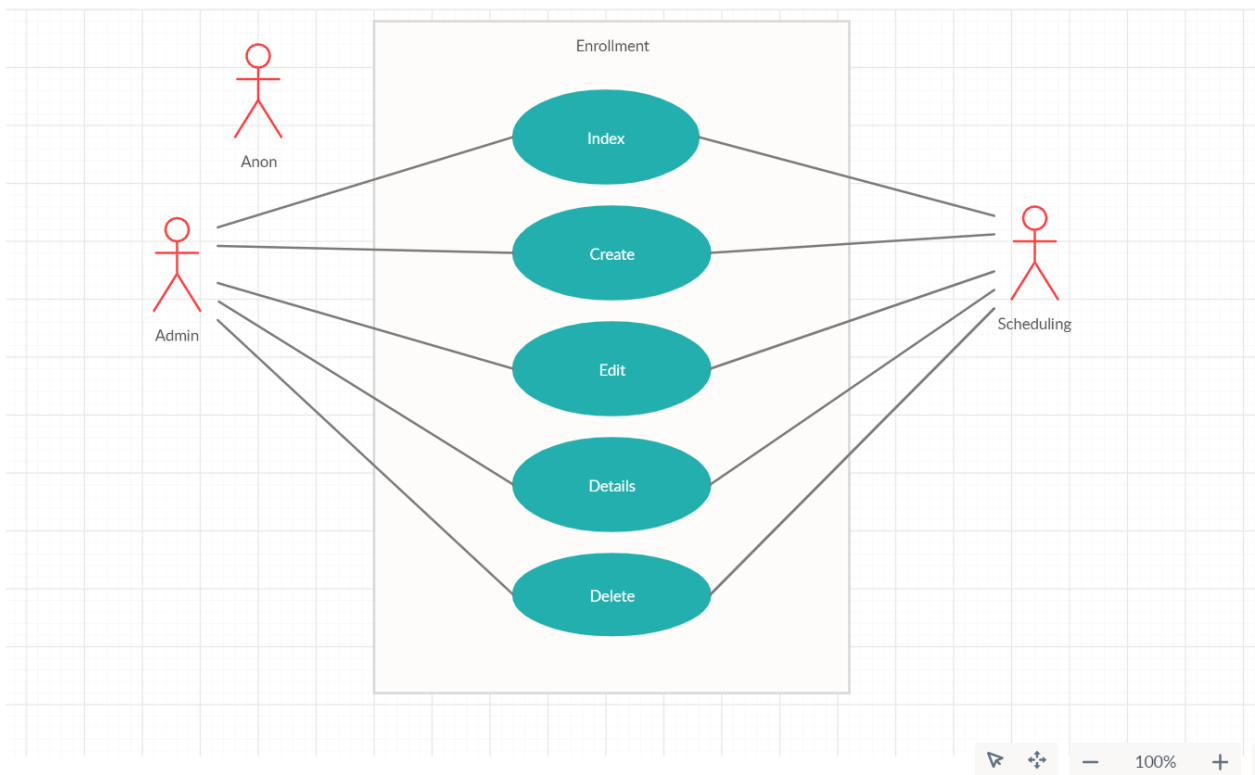 Enrollment
Anon
Index
Create
Admin
Scheduling
Edit
Details
Delete
100%